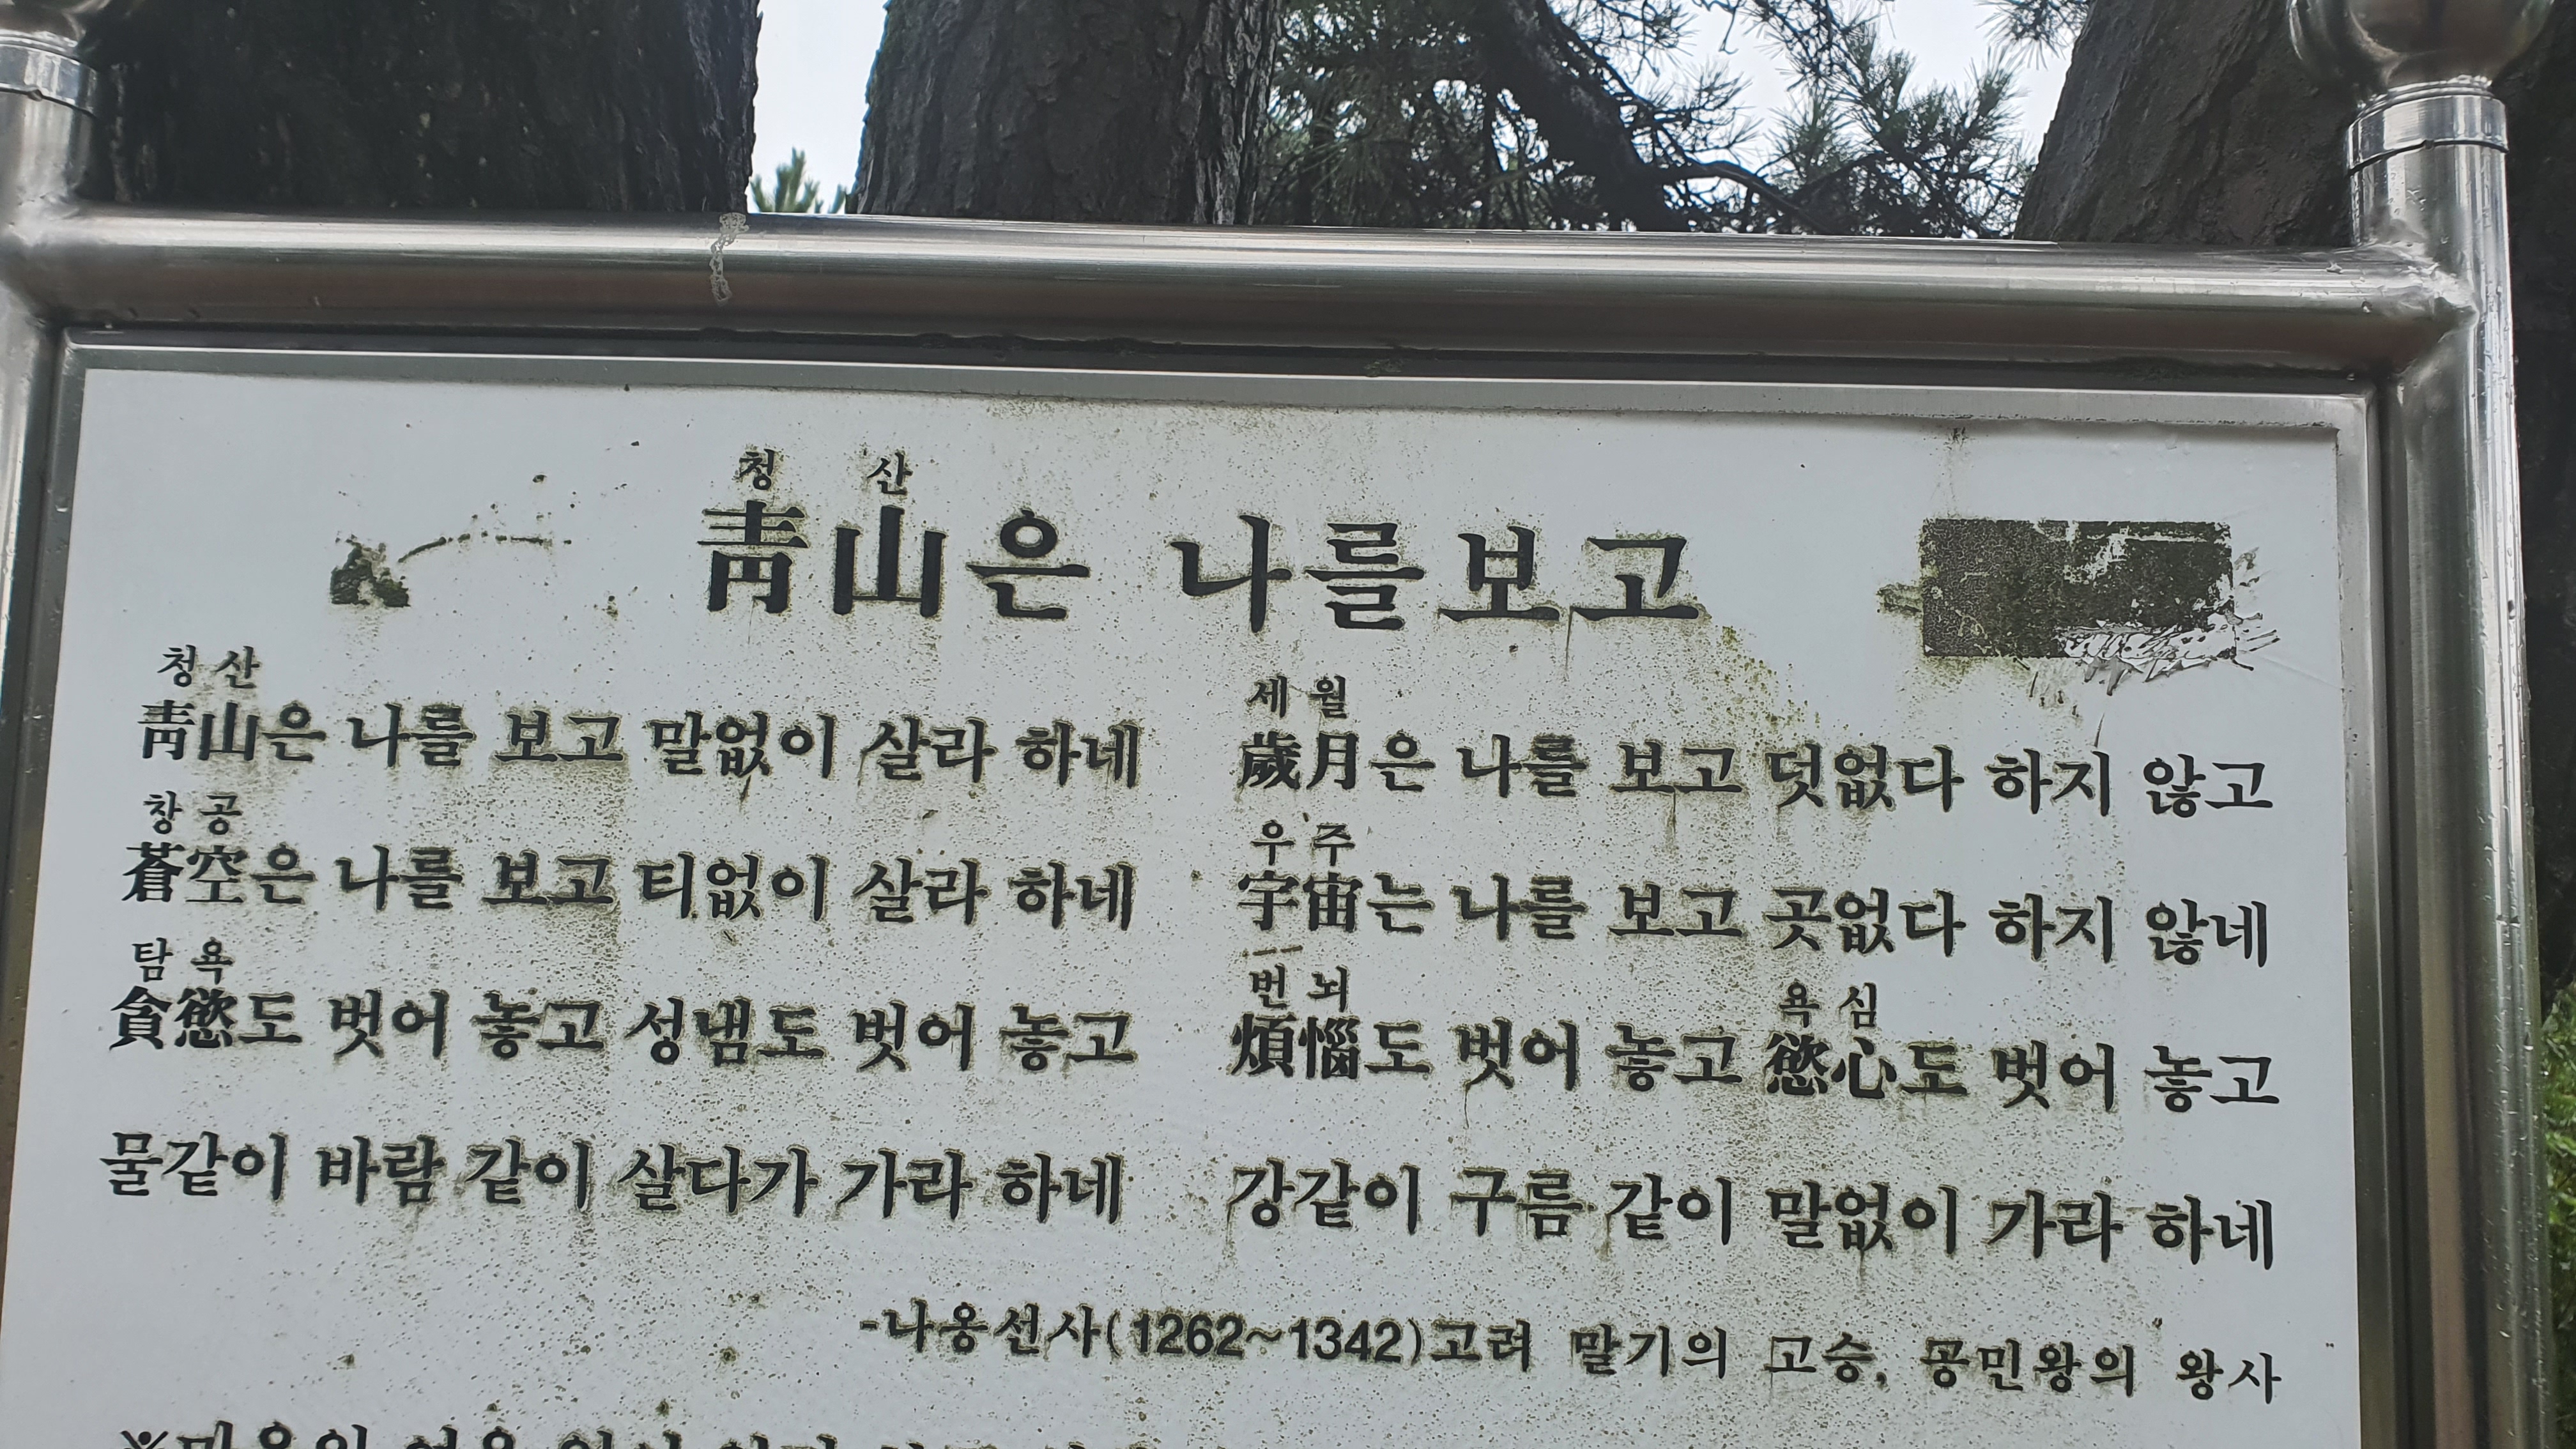 청 산
靑山은 나를보고
청 산
靑山은 나를 보고 말없이 살라 하네
창 공
蒼空은 나를 보고 티없이 살라 하네
탐 욕
貪慾도 벗어 놓고 성냄도 벗어 놓고
물같이 바람 같이 살다가 가라 하네
세 월
歲月은 나를 보고 덧없다 하지 않고
우 주
宇宙는 나를 보고 곳없다 하지 않네
번 뇌 욕 심
煩惱도 벗어 놓고 慾心도 벗어 놓고
강같이 구름 같이 말없이 가라 하네
-나옹선사(1262~1342)고려 말기의 고승, 공민왕의 왕사